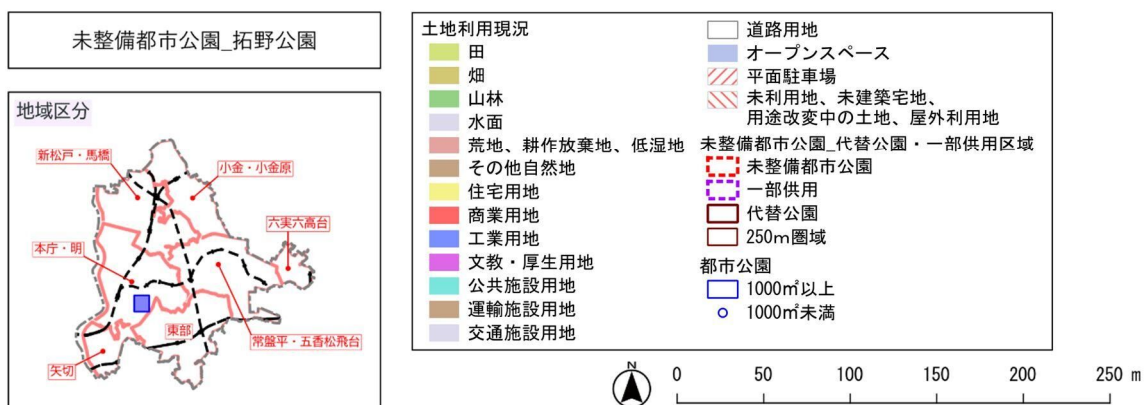 未整備都市公園_拓野公園
地域区分
新松戸・馬橋
小金・小金原
六実六高台
本庁・明
東部
常盤平・五香松飛台
矢切
土地利用現況
田
畑
山林
水面
荒地、耕作放棄地、低湿地
その他自然地
住宅用地
商業用地
工業用地
文教・厚生用地
公共施設用地
運輸施設用地
交通施設用地
道路用地
オープンスペース
平面駐車場
未利用地、未建築宅地、
用途改変中の土地、屋外利用地
未整備都市公園_代替公園・一部供用区域
未整備都市公園
一部供用
代替公園
250m圏域
都市公園
1000㎡以上
1000㎡未満
N
0 50 100 150 200 250 m